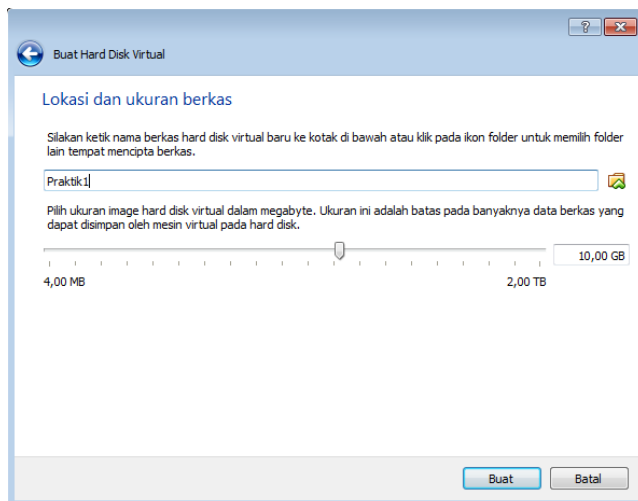 ?
Buat Hard Disk Virtual
Lokasi dan ukuran berkas
Silakan ketik nama berkas hard disk virtual baru ke kotak di bawah atau klik pada ikon folder untuk memilih folder
lain tempat mencipta berkas.
Praktik1
Pilih ukuran image hard disk virtual dalam megabyte. Ukuran ini adalah batas pada banyaknya data berkas yang
dapat disimpan oleh mesin virtual pada hard disk.
10,00 GB
4,00 MB 2,00 TB
Buat Batal